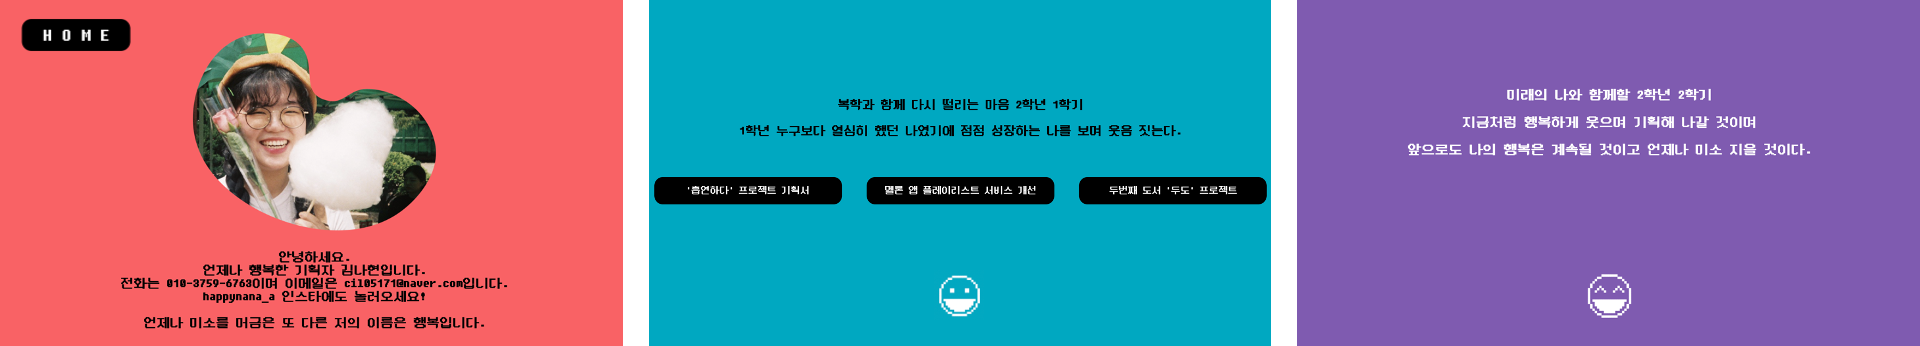 HOME
안녕하세요.
언제나 행복한 기획자 김나현입니다.
전화는 010-3759-6763이며 이메일은 cil05171@naver.com입니다.
happynana_a 인스타에도 놀러오세요!
언제나 미소를 머금은 또 다른 저의 이름은 행복입니다.
복학과 함께 다시 떨리는 마음 2학년 1학기
1학년 누구보다 열심히 했던 나였기에 점점 성장하는 나를 보며 웃음 짓는다.
'흡연하다' 프로젝트 기획서
멜론 앱 플레이리스트 서비스 개선
두번째 도서 '두도' 프로젝트
미래의 나와 함께할 2학년 2학기
지금처럼 행복하게 웃으며 기획해 나갈 것이며
앞으로도 나의 행복은 계속될 것이고 언제나 미소 지을 것이다.